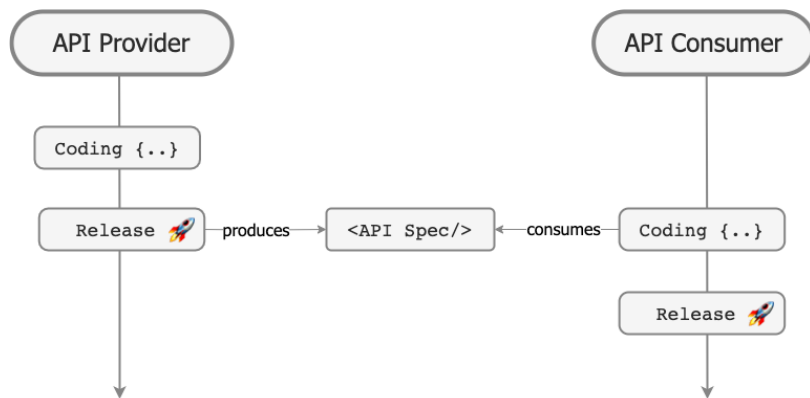 API Provider
API Consumer
Coding {..}
Release 🚀
produces
<API Spec/>
consumes
Coding {..}
Release 🚀